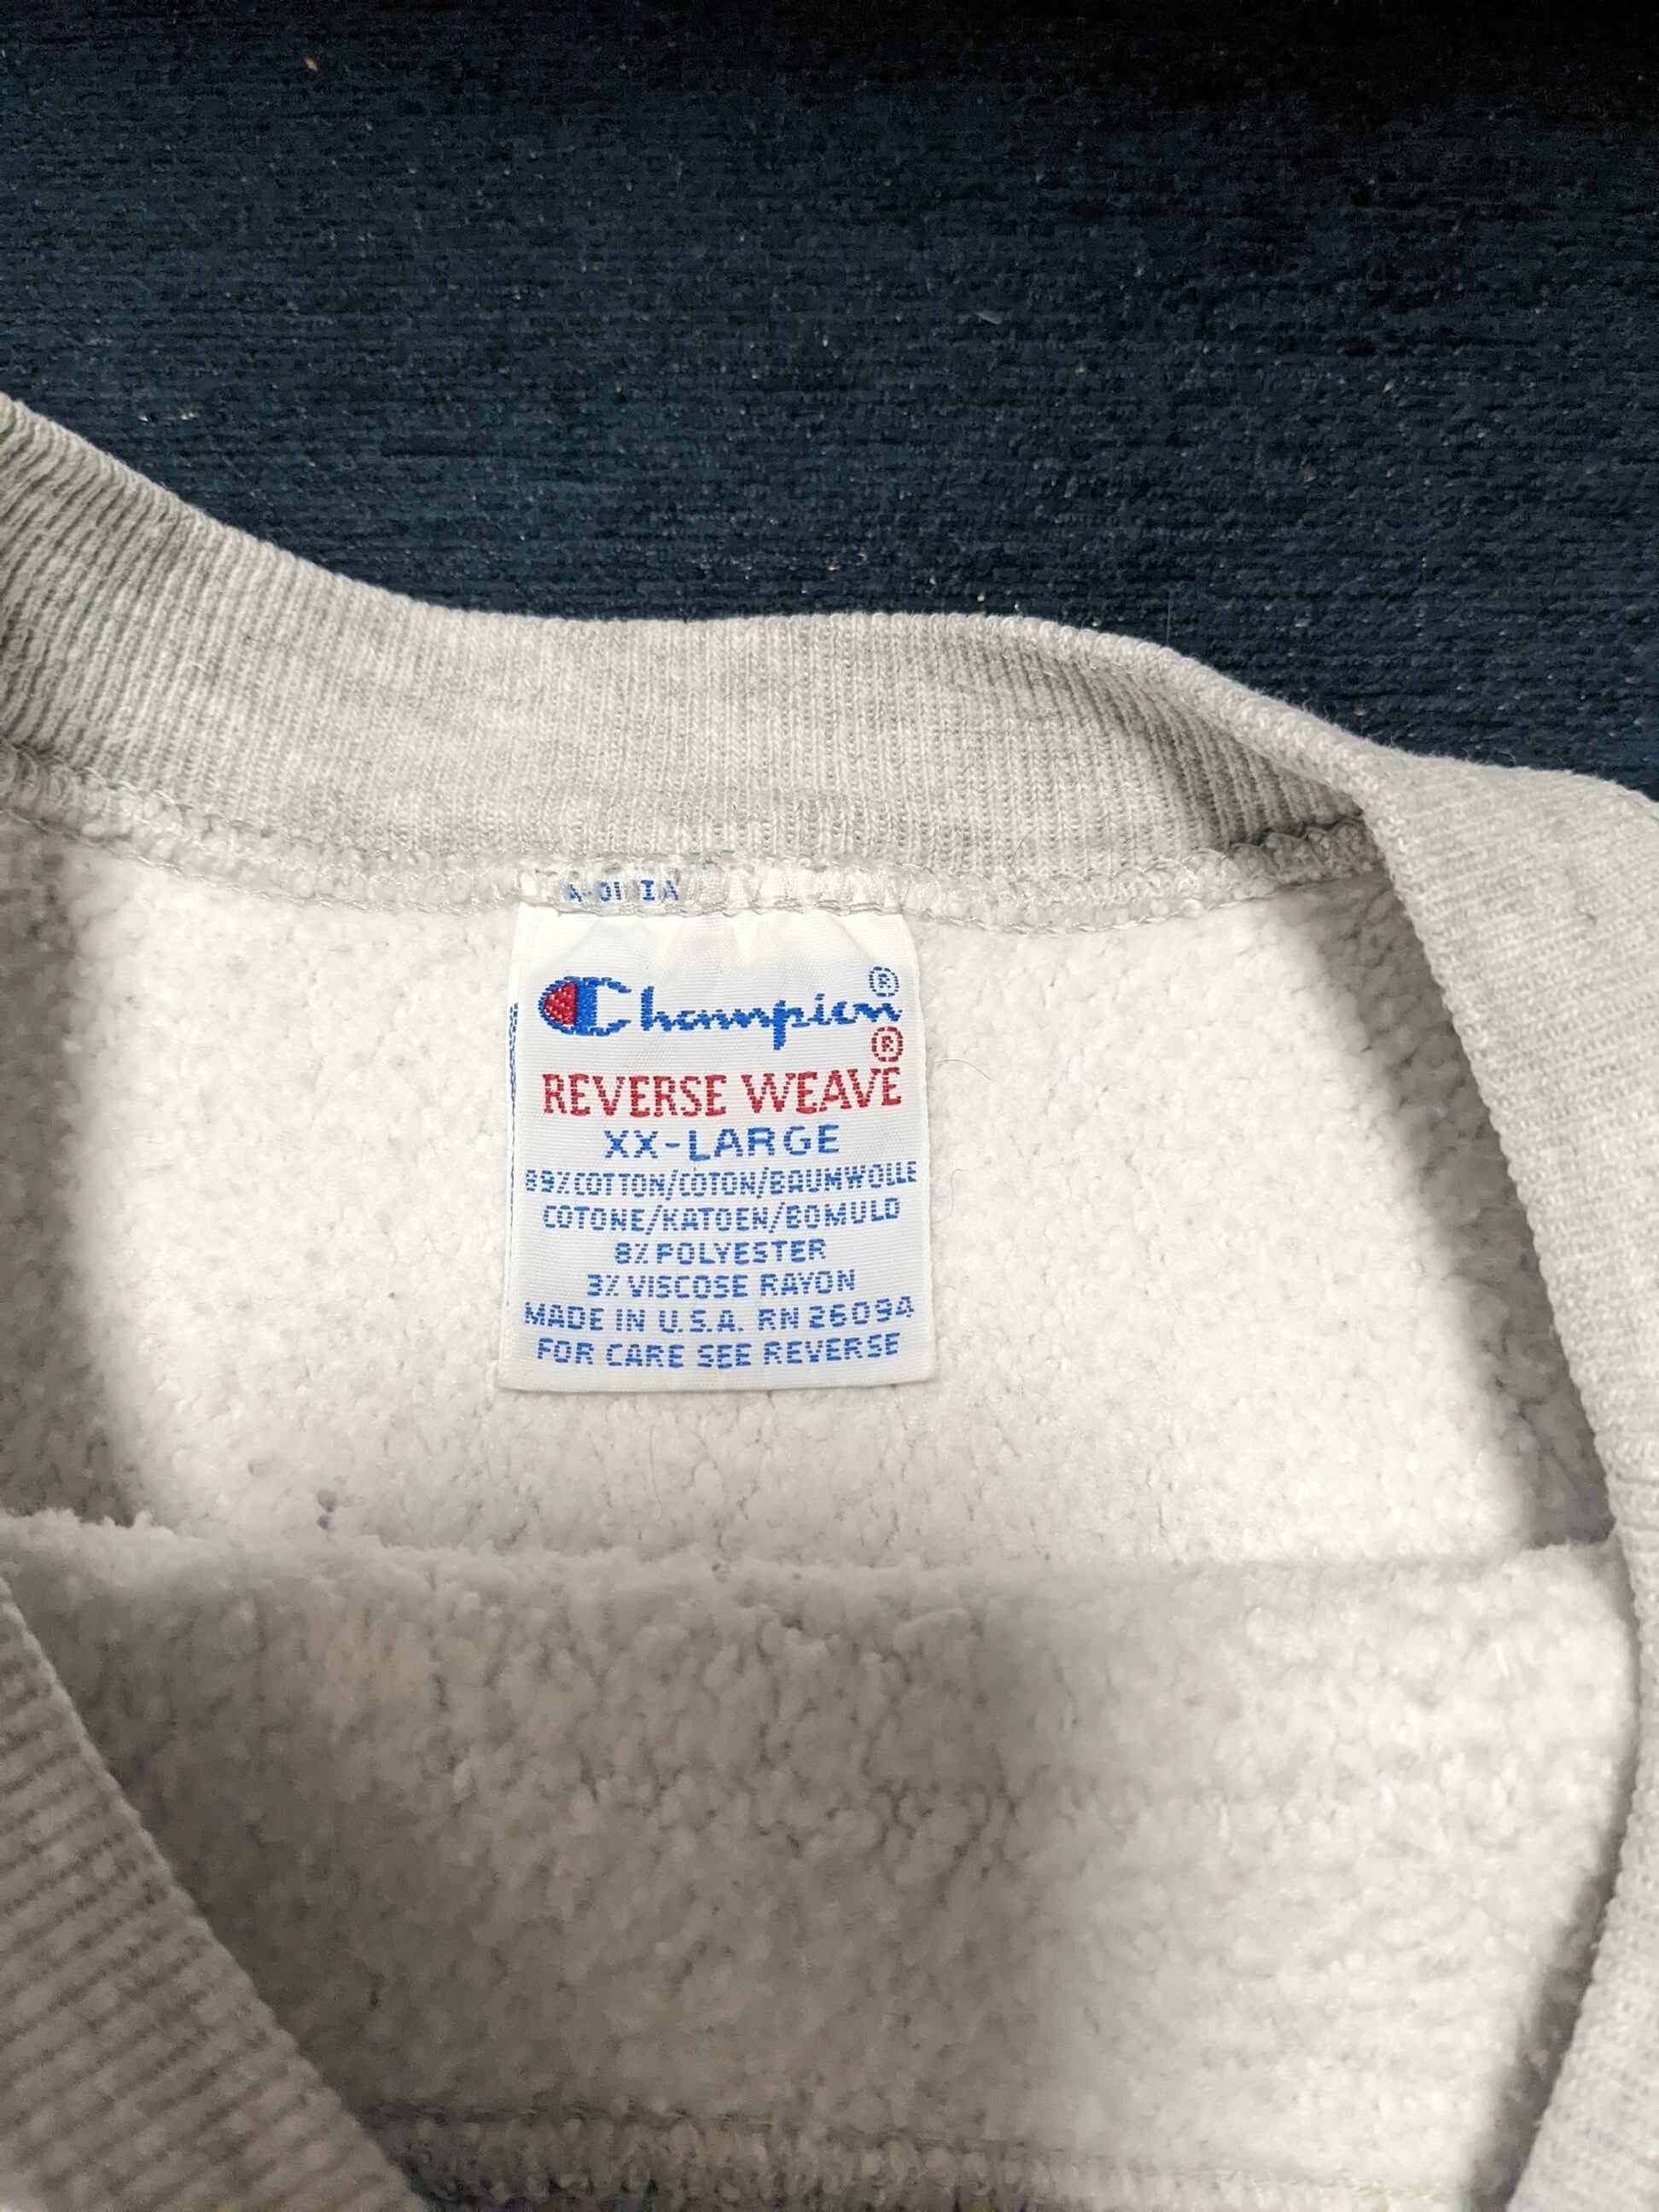 Champion®
®
REVERSE WEAVE
XX-LARGE
89% COTTON/COTON/BAUMWOLLE
COTONE/KATOEN/BOMULD
8% POLYESTER
3% VISCOSE RAYON
MADE IN U.S.A. RN 26094
FOR CARE SEE REVERSE